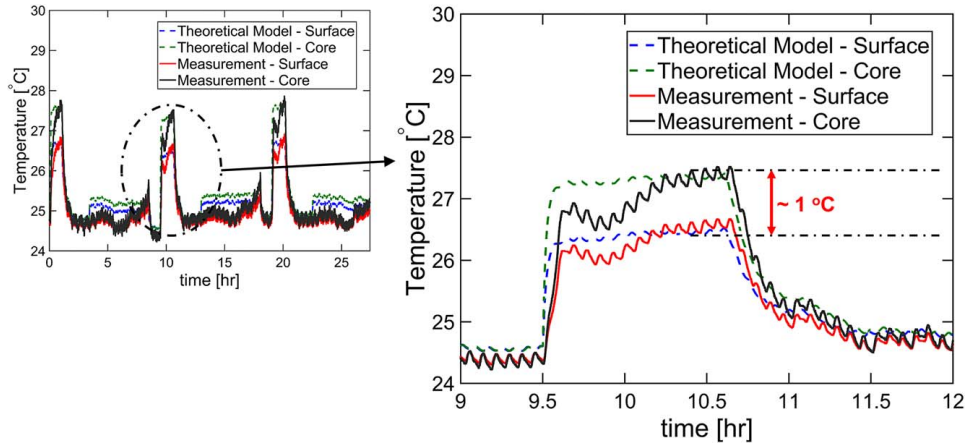 30
29
28
27
26
25
24
Temperature [°C]
Theoretical Model - Surface
Theoretical Model - Core
Measurement - Surface
Measurement - Core
0
5
10
15
20
25
time [hr]
30
29
28
27
26
25
24
Temperature [°C]
Theoretical Model - Surface
Theoretical Model - Core
Measurement - Surface
Measurement - Core
~ 1 °C
9
9.5
10
10.5
11
11.5
12
time [hr]